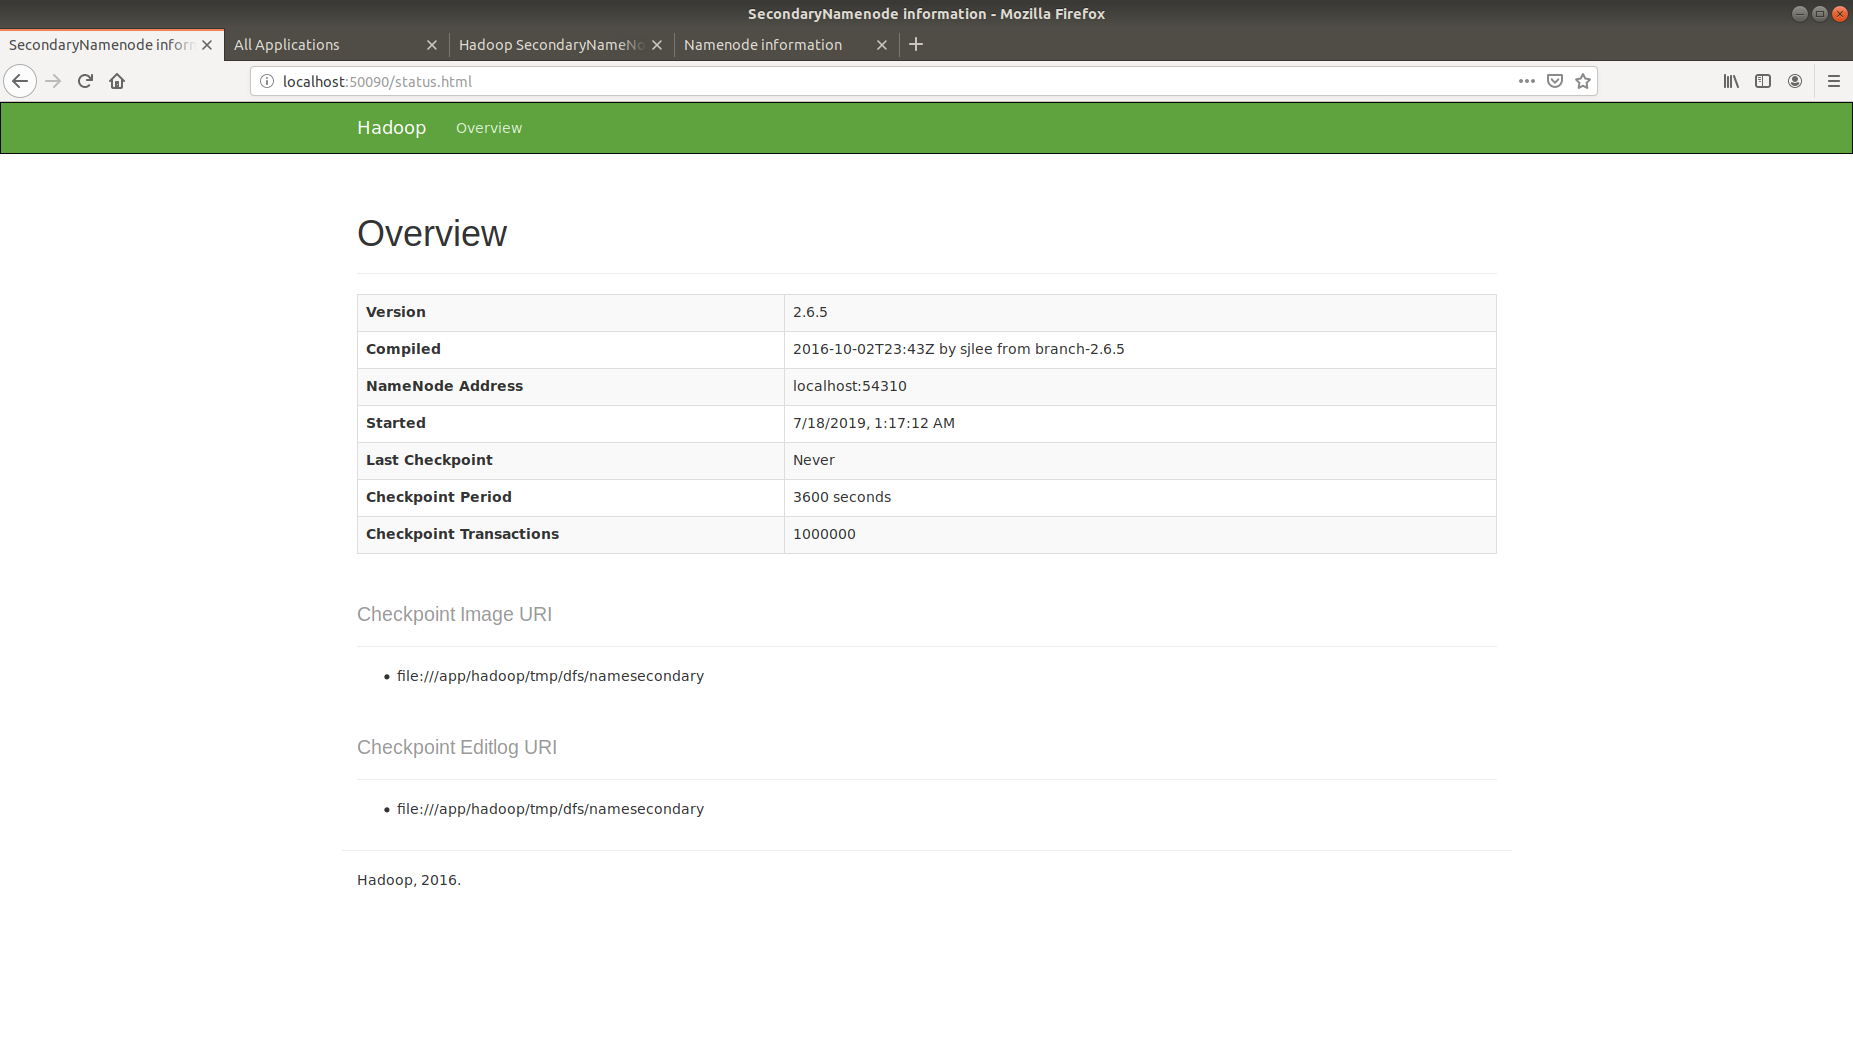 SecondaryNamenode information - Mozilla Firefox
SecondaryNamenode inform
All Applications
Hadoop SecondaryNameNo
Namenode information
localhost:50090/status.html
Hadoop
Overview
Overview
Version 2.6.5
Compiled 2016-10-02T23:43Z by sjlee from branch-2.6.5
NameNode Address localhost:54310
Started 7/18/2019, 1:17:12 AM
Last Checkpoint Never
Checkpoint Period 3600 seconds
Checkpoint Transactions 1000000
Checkpoint Image URI
• file:///app/hadoop/tmp/dfs/namesecondary
Checkpoint Editlog URI
• file:///app/hadoop/tmp/dfs/namesecondary
Hadoop, 2016.